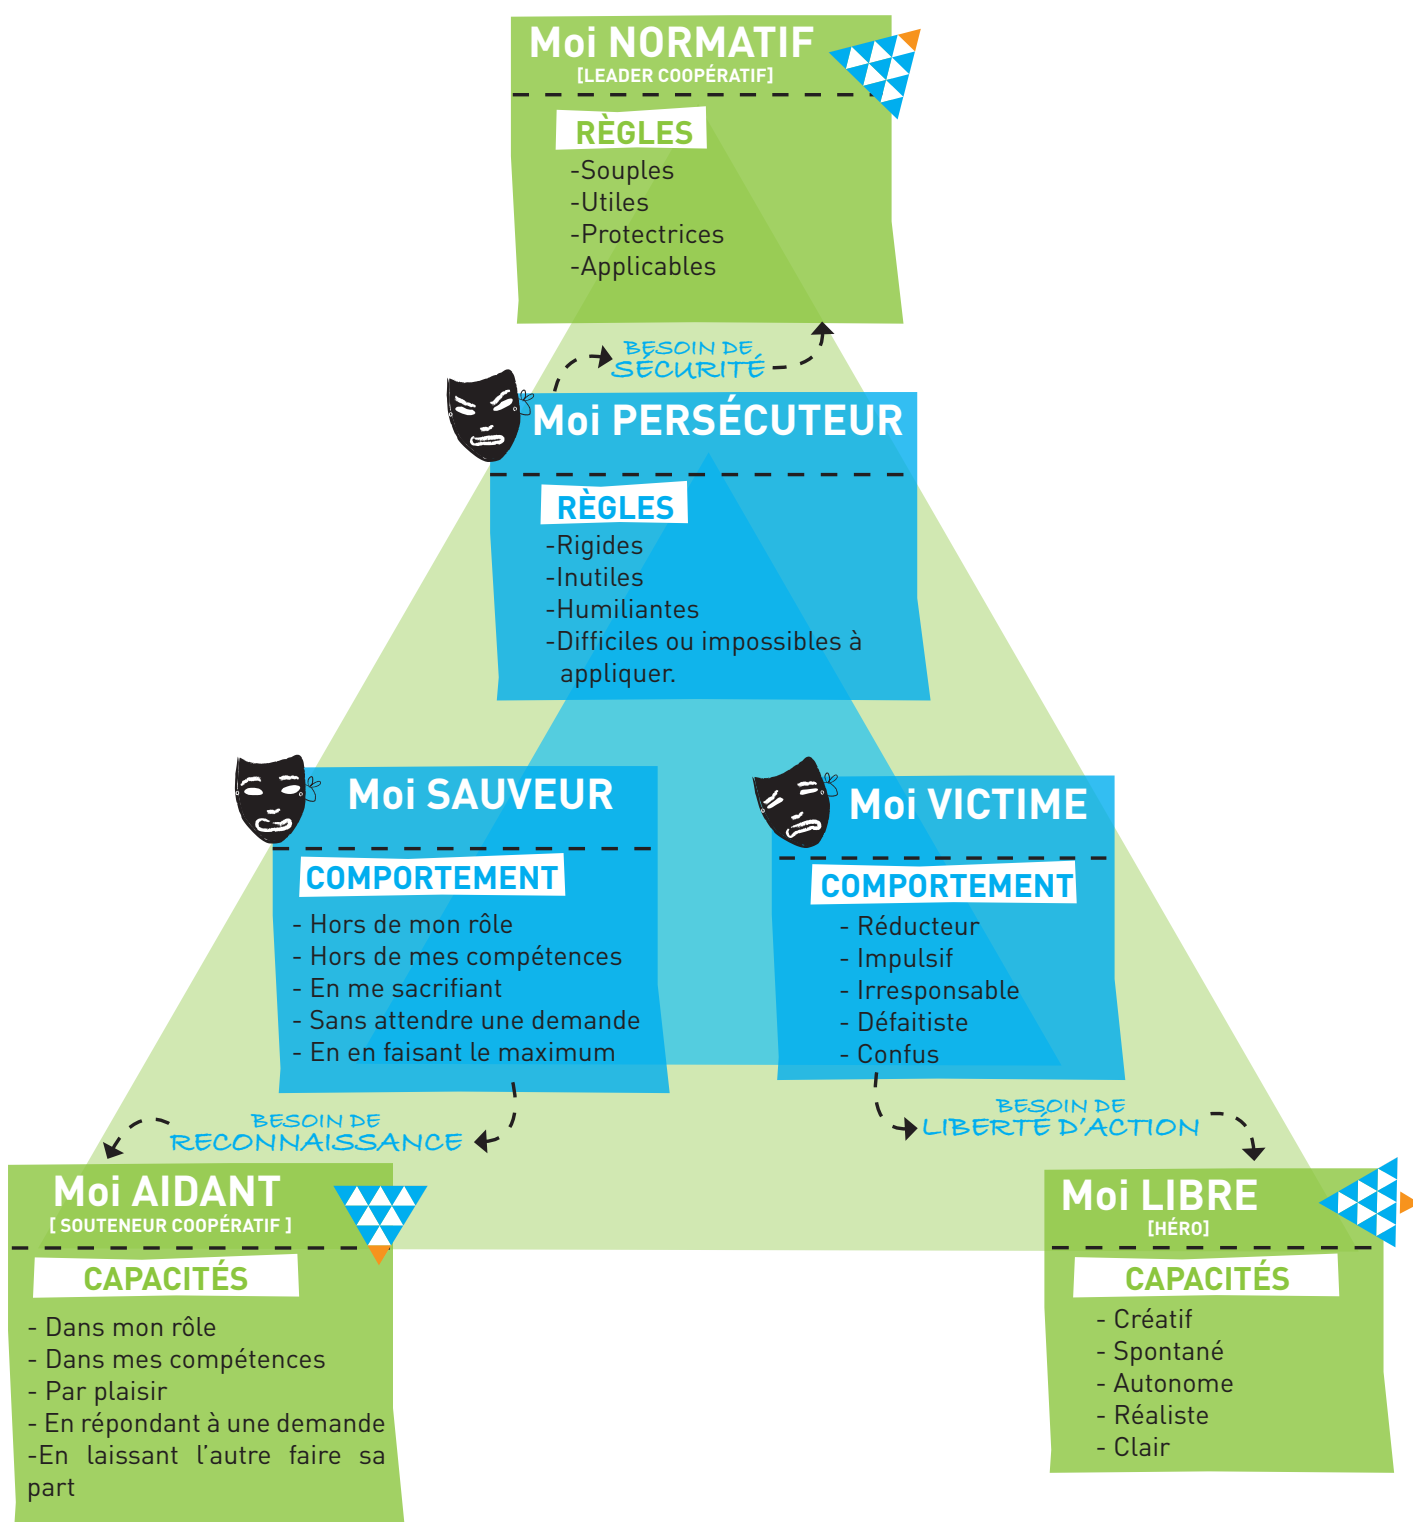 Moi NORMATIF
[LEADER COOPÉRATIF]
RÈGLES
-Souples
-Utiles
-Protectrices
-Applicables
BESOIN DE
SÉCURITÉ
Moi PERSÉCUTEUR
RÈGLES
-Rigides
-Inutiles
-Humiliantes
-Difficiles ou impossibles à
appliquer.
Moi SAUVEUR
COMPORTEMENT
- Hors de mon rôle
- Hors de mes compétences
- En me sacrifiant
- Sans attendre une demande
- En en faisant le maximum
Moi VICTIME
COMPORTEMENT
- Réducteur
- Impulsif
- Irresponsable
- Défaitiste
- Confus
BESOIN DE
RECONNAISSANCE
BESOIN DE
LIBERTÉ D'ACTION
Moi AIDANT
[ SOUTENEUR COOPÉRATIF ]
CAPACITÉS
- Dans mon rôle
- Dans mes compétences
- Par plaisir
- En répondant à une demande
-En laissant l'autre faire sa
part
Moi LIBRE
[HÉRO]
CAPACITÉS
- Créatif
- Spontané
- Autonome
- Réaliste
- Clair